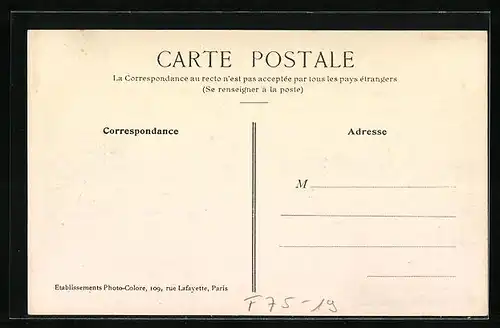 CARTE POSTALE
La Correspondance au recto n'est pas acceptée par tous les pays étrangers
(Se renseigner à la poste)
Correspondance
Adresse
M
Etablissements Photo-Colore, 109, rue Lafayette, Paris
F 75-19